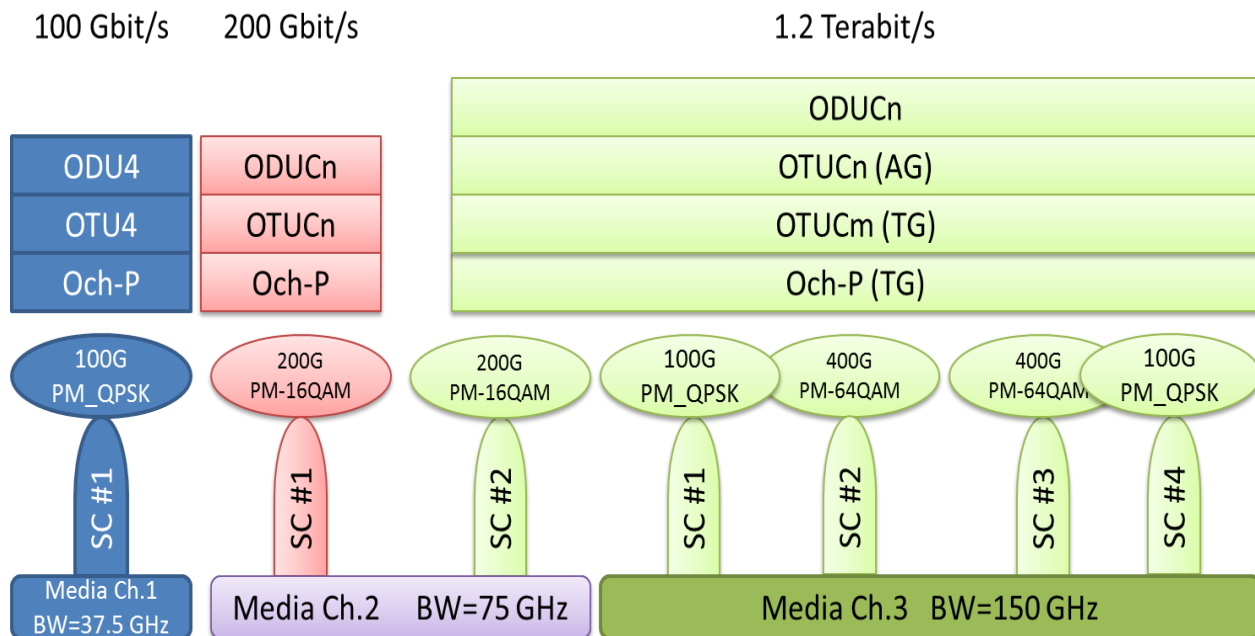 100 Gbit/s
200 Gbit/s
1.2 Terabit/s
ODUCn
ODU4
ODUCn
OTUCn (AG)
OTU4
OTUCn
OTUCm (TG)
Och-P
Och-P
Och-P (TG)
100G
PM_QPSK
200G
PM-16QAM
200G
PM-16QAM
100G
PM_QPSK
400G
PM-64QAM
400G
PM-64QAM
100G
PM_QPSK
SC #1
SC #1
SC #2
SC #1
SC #2
SC #3
SC #4
Media Ch.1
BW=37.5 GHz
Media Ch.2 BW=75 GHz
Media Ch.3 BW=150 GHz